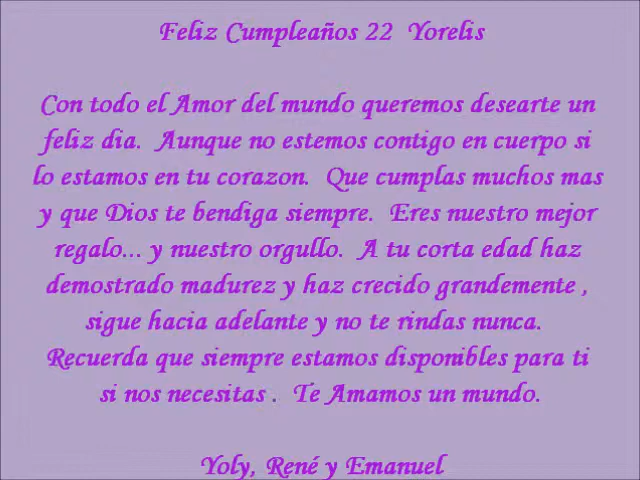 Feliz Cumpleaños 22 Yorelis
Con todo el Amor del mundo queremos desearte un
feliz dia. Aunque no estemos contigo en cuerpo si
lo estamos en tu corazon. Que cumplas muchos mas
y que Dios te bendiga siempre. Eres nuestro mejor
regalo... y nuestro orgullo. A tu corta edad haz
demostrado madurez y haz crecido grandemente ,
sigue hacia adelante y no te rindas nunca.
Recuerda que siempre estamos disponibles para ti
si nos necesitas . Te Amamos un mundo.
Yoly, René y Emanuel